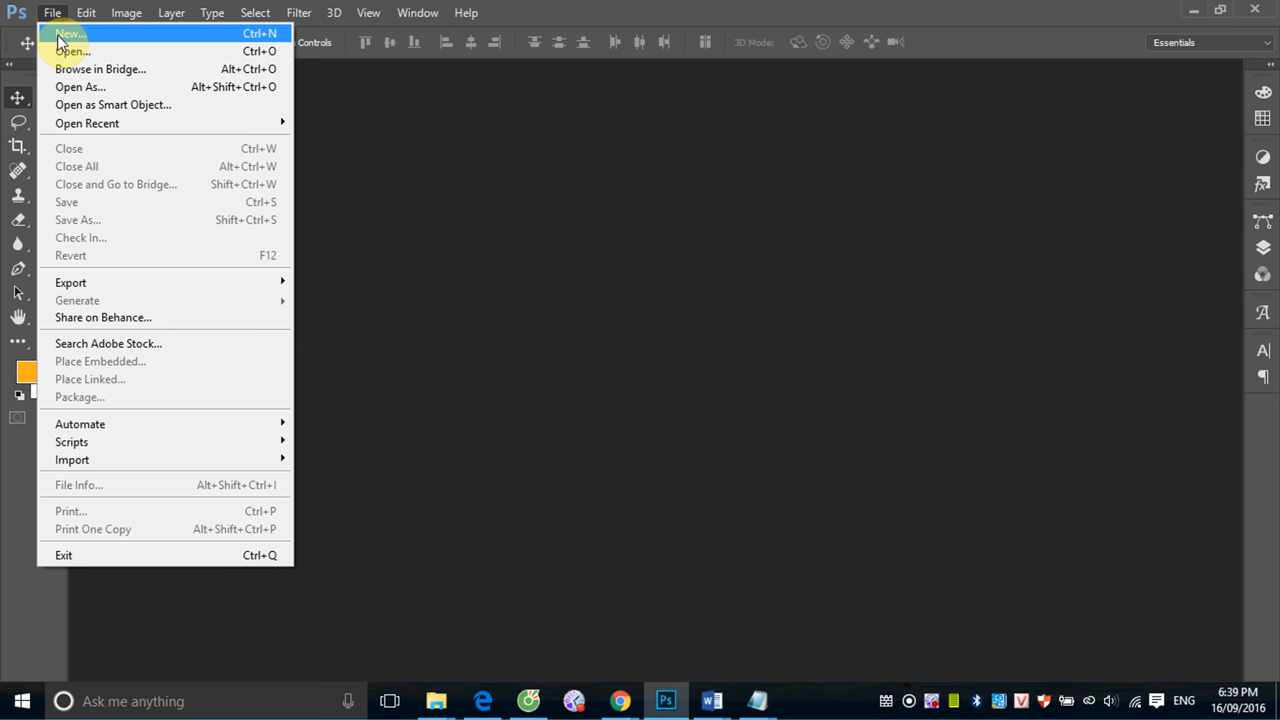 Ps File Edit Image Layer Type Select Filter 3D View Window Help
Controls 3D Mode: Essentials
New... Ctrl+N
Open... Ctrl+O
Browse in Bridge... Alt+Ctrl+O
Open As... Alt+Shift+Ctrl+O
Open as Smart Object...
Open Recent
Close Ctrl+W
Close All Alt+Ctrl+W
Close and Go to Bridge... Shift+Ctrl+W
Save Ctrl+S
Save As... Shift+Ctrl+S
Check In...
Revert F12
Export
Generate
Share on Behance...
Search Adobe Stock...
Place Embedded...
Place Linked...
Package...
Automate
Scripts
Import
File Info... Alt+Shift+Ctrl+I
Print... Ctrl+P
Print One Copy Alt+Shift+Ctrl+P
Exit Ctrl+Q
Ask me anything Ps ENG 6:39 PM
16/09/2016